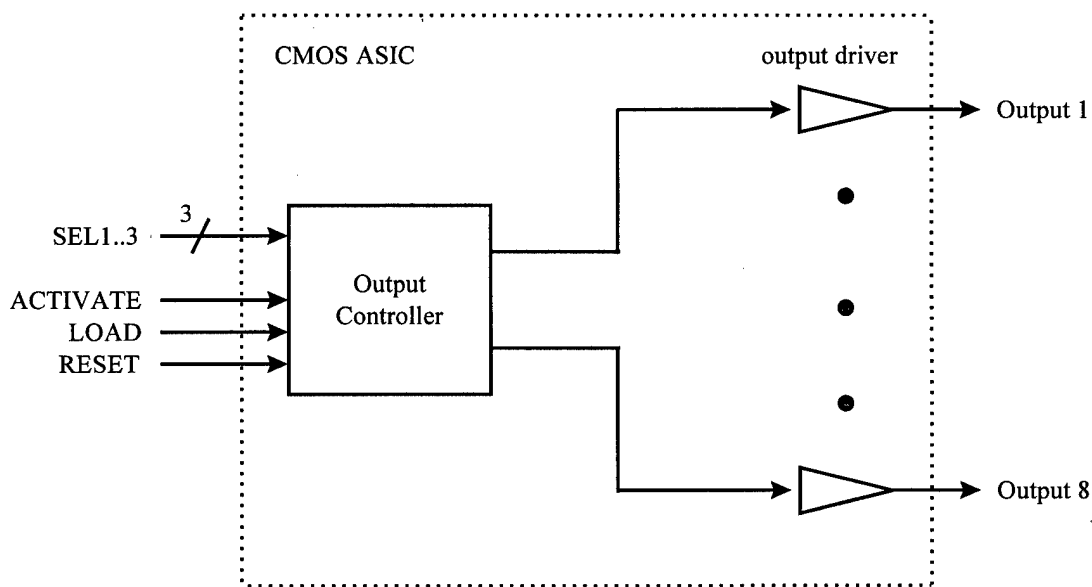 CMOS ASIC
output driver
Output 1
3
SEL1..3
ACTIVATE
LOAD
RESET
Output
Controller
Output 8